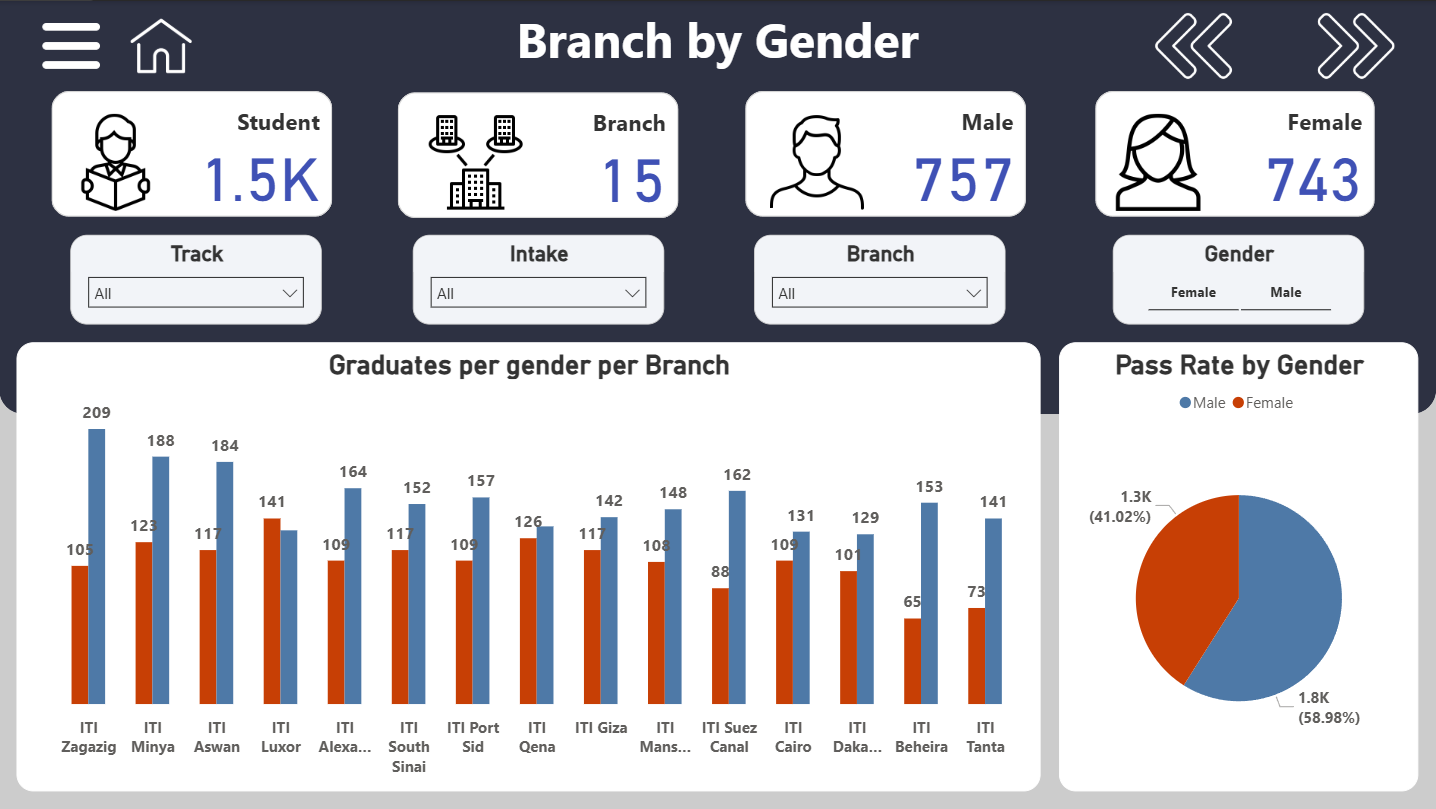 Branch by Gender
Student
1.5K
Branch
15
Male
757
Female
743
Track
All
Intake
All
Branch
All
Gender
Female Male
Graduates per gender per Branch
209
105
188
123
184
117
141
164
109
152
117
157
109
126
142
117
148
108
162
88
131
109
129
101
153
65
141
73
ITI
Zagazig
ITI
Minya
ITI
Aswan
ITI
Luxor
ITI
Alexa...
ITI
South
Sinai
ITI Port
Sid
ITI
Qena
ITI Giza
ITI
Mans...
ITI Suez
Canal
ITI
Cairo
ITI
Daka...
ITI
Beheira
ITI
Tanta
Pass Rate by Gender
Male Female
1.3K
(41.02%)
1.8K
(58.98%)